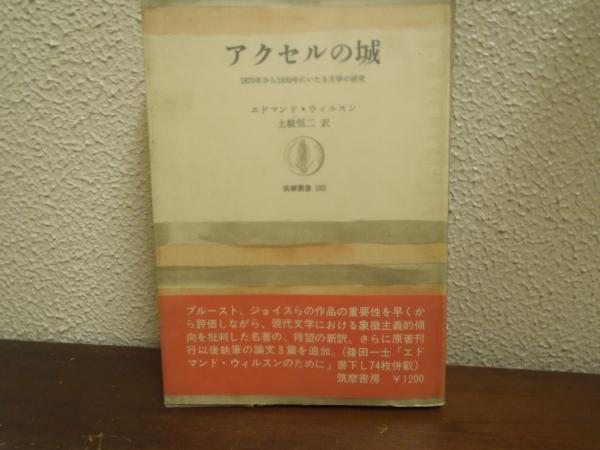 アクセルの城
1870年から1930年にいたる文学の研究
エドマンド・ウィルスン
土岐恒二 訳
筑摩叢書 183
プルースト、ジョイスらの作品の重要性を早くか
ら評価しながら、現代文学における象徴主義的傾
向を批判した名著の、待望の新訳。さらに原著刊
行以後執筆の論文3篇を追加。(篠田一士「エド
マンド・ウィルスンのために」書下し74枚併載)
筑摩書房 ¥1200